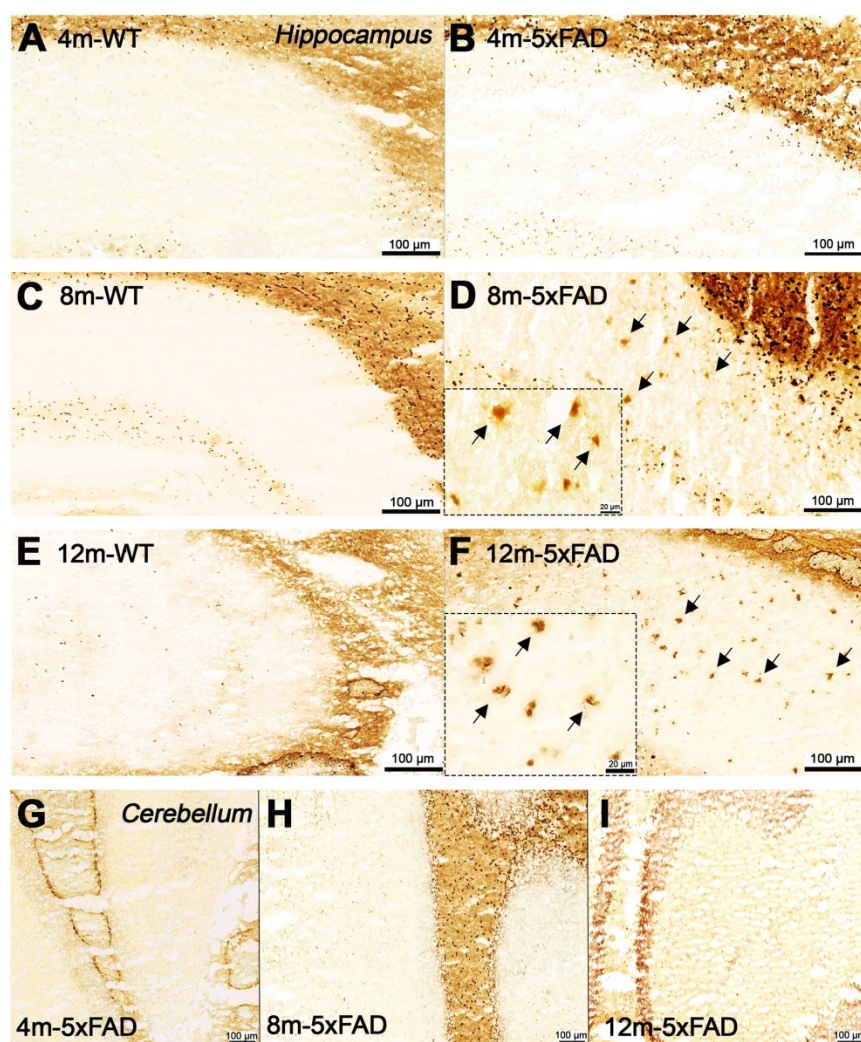 A 4m-WT Hippocampus
B 4m-5xFAD
100 µm
100 µm
C 8m-WT
D 8m-5xFAD
20 µm
100 µm
100 µm
E 12m-WT
F 12m-5xFAD
20 µm
100 µm
100 µm
G Cerebellum
H
I
4m-5xFAD
100 µm
8m-5xFAD
100 µm
12m-5xFAD
100 µm